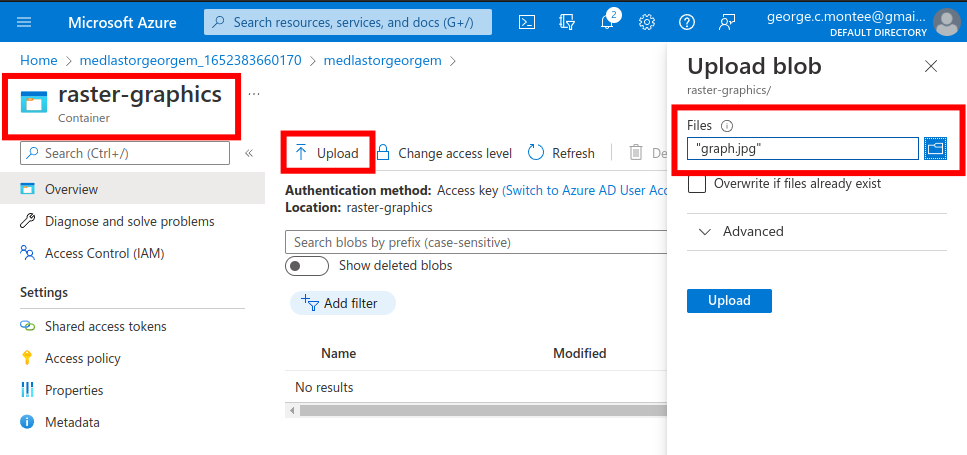 Microsoft Azure
Search resources, services, and docs (G+/)
2
george.c.montee@gmai...
DEFAULT DIRECTORY
Home > medlastorgeorgem_1652383660170 > medlastorgeorgem >
raster-graphics ...
Container
Search (Ctrl+/) «
Overview
Diagnose and solve problems
Access Control (IAM)
Settings
Shared access tokens
Access policy
Properties
Metadata
Upload Change access level Refresh De
Authentication method: Access key (Switch to Azure AD User Acc
Location: raster-graphics
Search blobs by prefix (case-sensitive)
Show deleted blobs
Add filter
Name Modified
No results
Upload blob
raster-graphics/
Files
"graph.jpg"
Overwrite if files already exist
Advanced
Upload